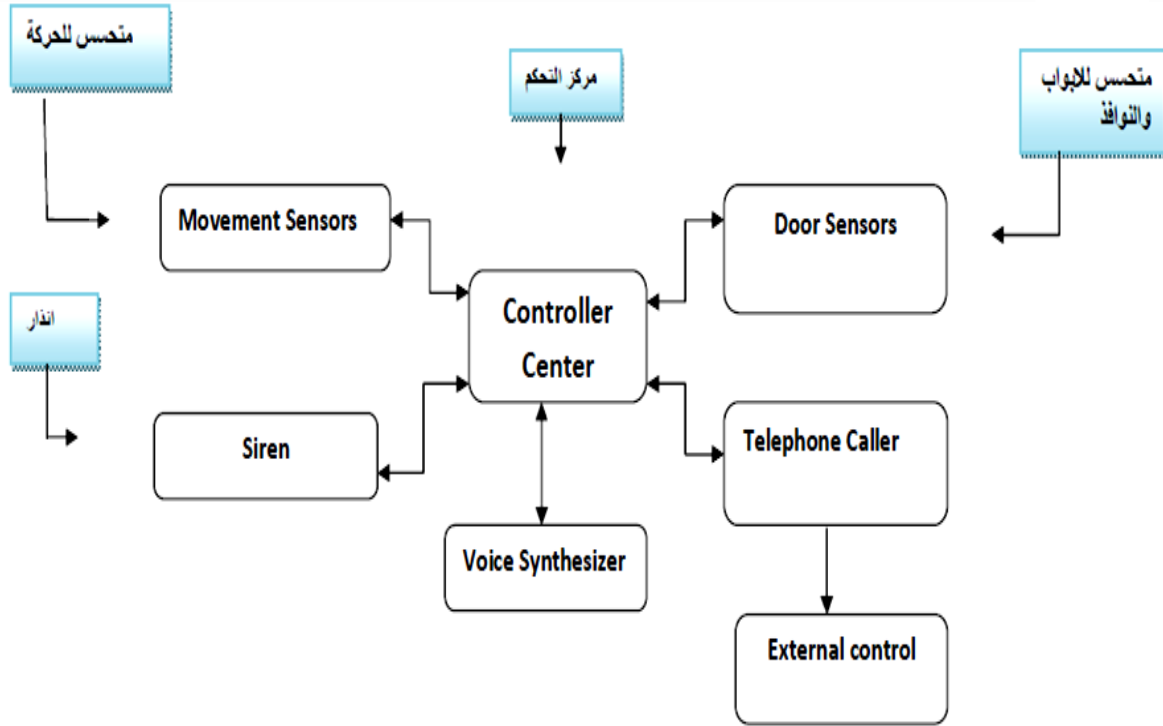 متحسس للحركة
مركز التحكم
متحسس للابواب
والنوافذ
Movement Sensors
Door Sensors
Controller
Center
انذار
Siren
Telephone Caller
Voice Synthesizer
External control